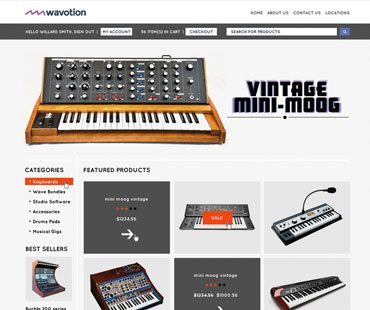 wavotion
HOME ABOUT US CONTACT US LOCATIONS
HELLO WILLARD SMITH, SIGN OUT | MY ACCOUNT 56 ITEM(S) IN CART | CHECKOUT SEARCH FOR PRODUCTS
VINTAGE
MINI-MOOG
CATEGORIES
Keyboards
Wave Bundles
Studio Software
Accessories
Drums Pads
Musical Gigs
BEST SELLERS
FEATURED PRODUCTS
mini moog vintage
$1234.56
SALE
mini moog vintage
$1234.56 $1000.56
200 series